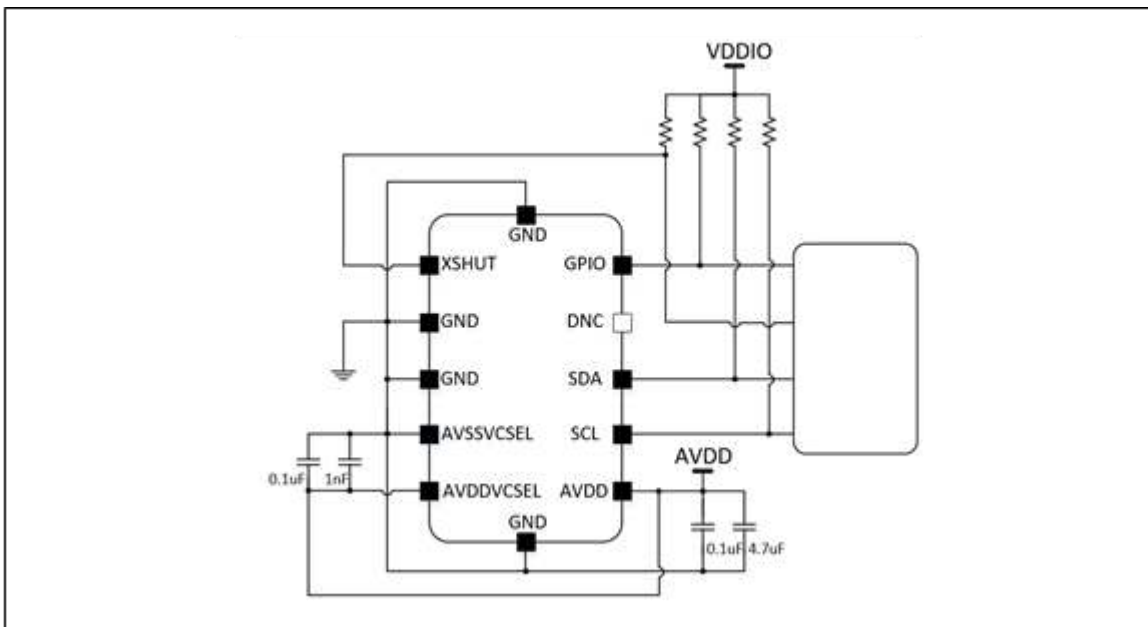 VDDIO
GND
XSHUT
GPIO
GND
DNC
GND
SDA
AVSSVCSEL
SCL
0.1uF
1nF
AVDD
AVDDVCSEL
AVDD
GND
0.1uF
4.7uF